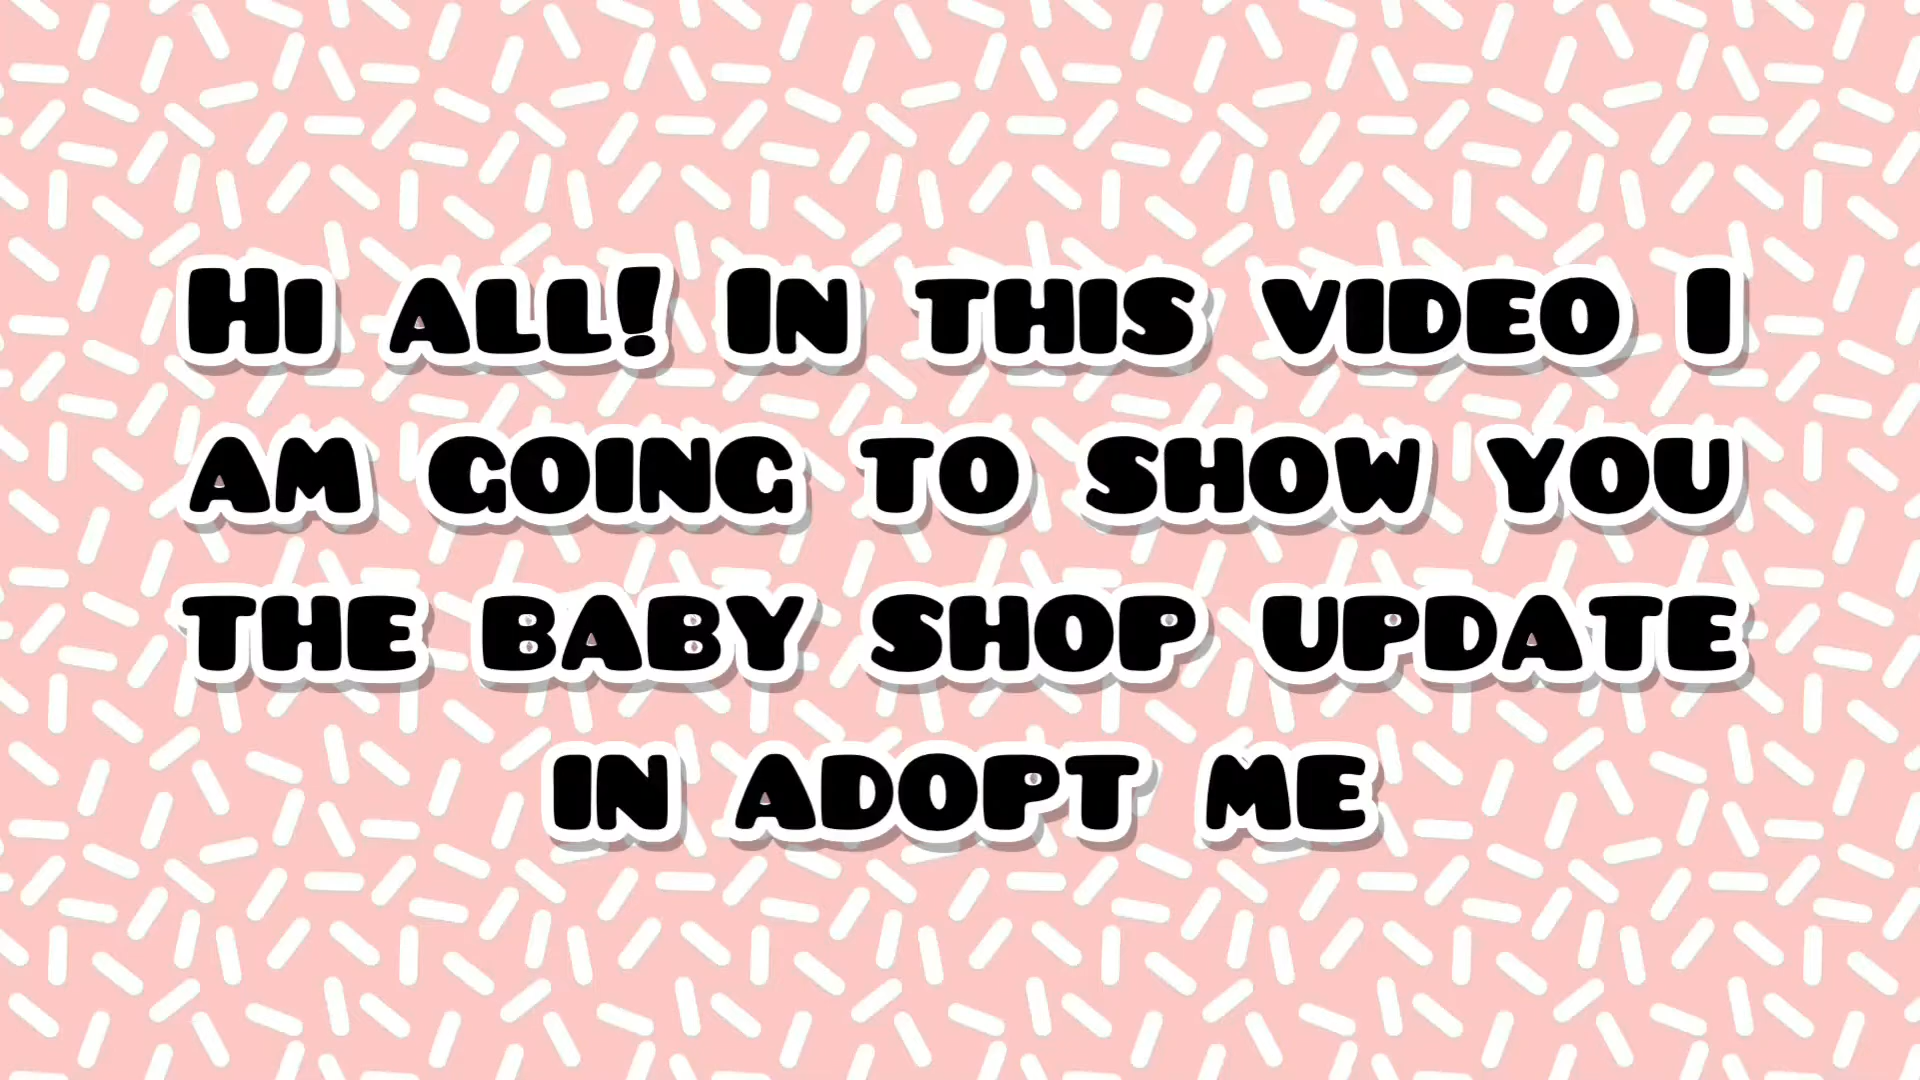 Hi all! In this video I
am going to show you
the baby shop update
in adopt me